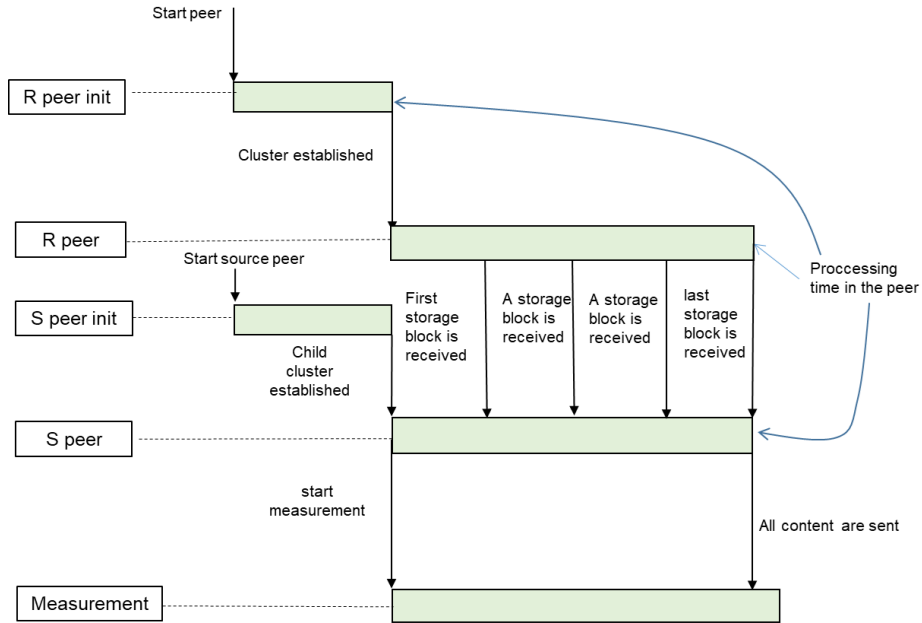 Start peer
R peer init
Cluster established
R peer
Start source peer
Proccessing
time in the peer
S peer init
First
storage
block is
received
A storage
block is
received
A storage
block is
received
last
storage
block is
received
Child
cluster
established
S peer
start
measurement
All content are sent
Measurement